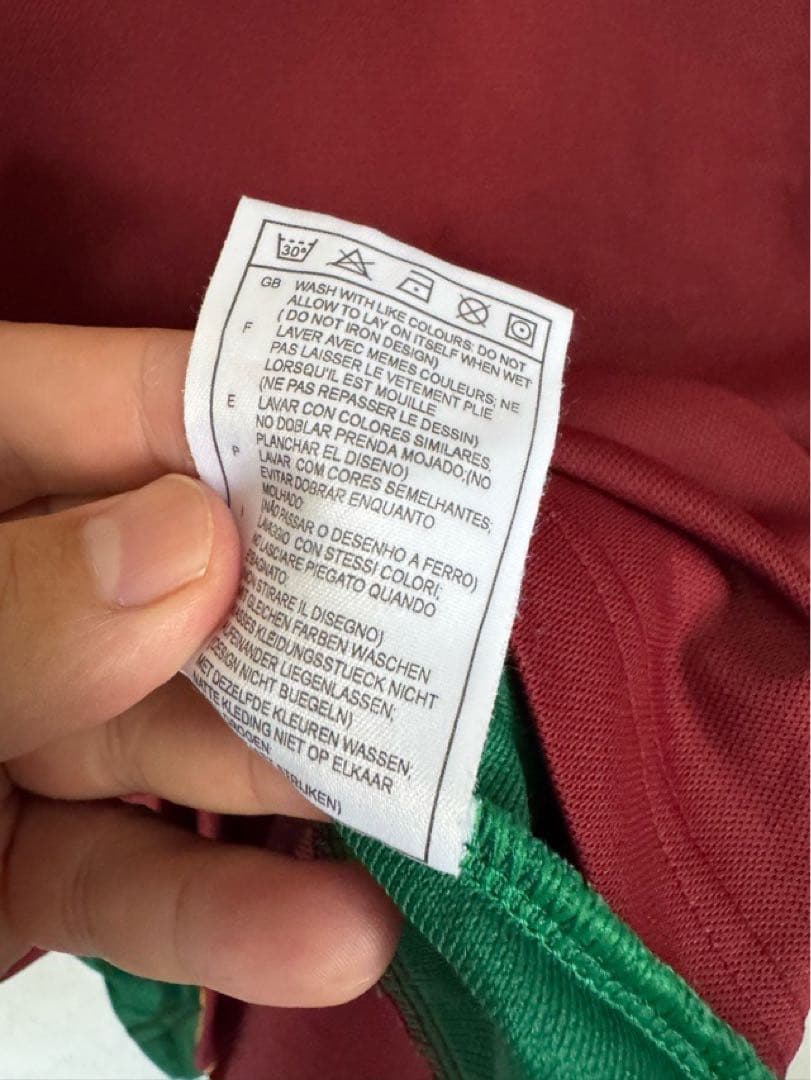 30°
GB WASH WITH LIKE COLOURS: DO NOT
ALLOW TO LAY ON ITSELF WHEN WET
( DO NOT IRON DESIGN)
F LAVER AVEC MEMES COULEURS; NE
PAS LAISSER LE VETEMENT PLIE
LORSQU'IL EST MOUILLE
(NE PAS REPASSER LE DESSIN)
E LAVAR CON COLORES SIMILARES,
NO DOBLAR PRENDA MOJADO;(NO
PLANCHAR EL DISENO)
P LAVAR COM CORES SEMELHANTES;
EVITAR DOBRAR ENQUANTO
MOLHADO
(NÃO PASSAR O DESENHO A FERRO)
I LAVAGGIO CON STESSI COLORI;
LASCIARE PIEGATO QUANDO
STIRARE IL DISEGNO)
GLEICHEN FARBEN WASCHEN
KLEIDUNGSSTUECK NICHT
LIEGENLASSEN;
DESIGN NICHT BUEGELN)
MET DEZELFDE KLEUREN WASSEN,
NATTE KLEDING NIET OP ELKAAR